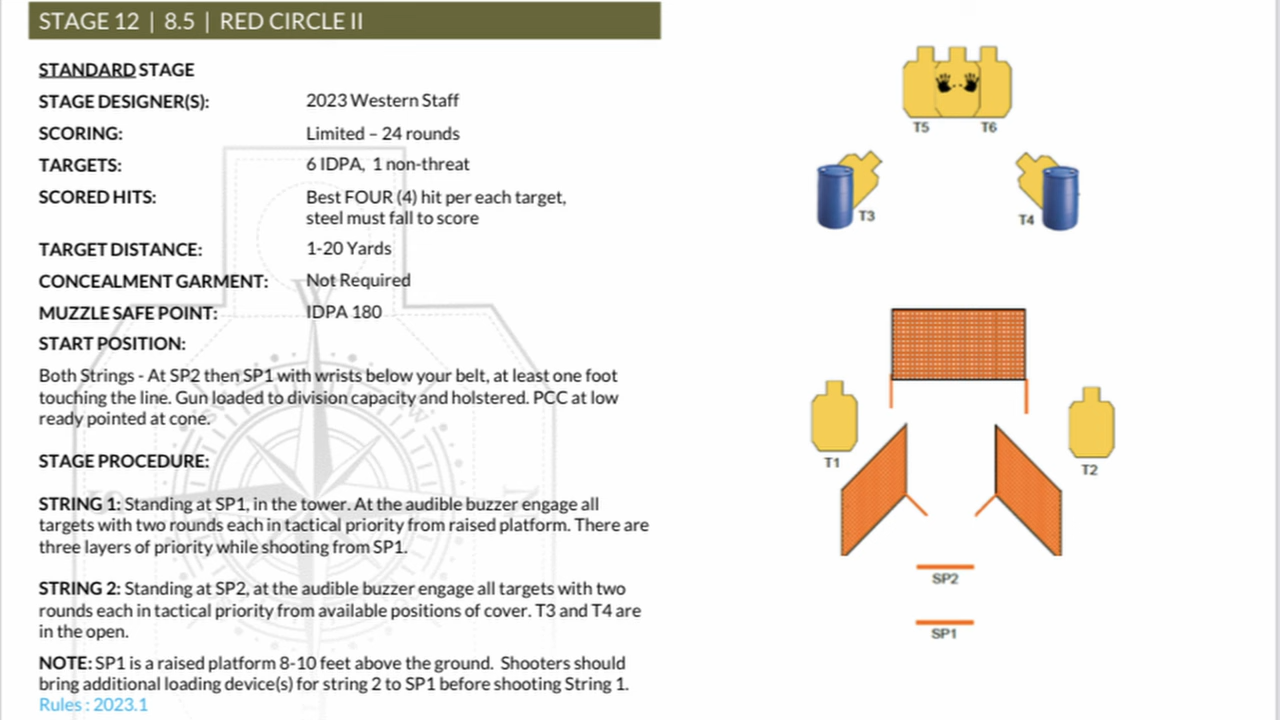 STAGE 12 | 8.5 | RED CIRCLE II
STANDARD STAGE
STAGE DESIGNER(S): 2023 Western Staff
SCORING: Limited – 24 rounds
TARGETS: 6 IDPA, 1 non-threat
SCORED HITS: Best FOUR (4) hit per each target,
steel must fall to score
TARGET DISTANCE: 1-20 Yards
CONCEALMENT GARMENT: Not Required
MUZZLE SAFE POINT: IDPA 180
START POSITION:
Both Strings - At SP2 then SP1 with wrists below your belt, at least one foot
touching the line. Gun loaded to division capacity and holstered. PCC at low
ready pointed at cone.
STAGE PROCEDURE:
STRING 1: Standing at SP1, in the tower. At the audible buzzer engage all
targets with two rounds each in tactical priority from raised platform. There are
three layers of priority while shooting from SP1.
STRING 2: Standing at SP2, at the audible buzzer engage all targets with two
rounds each in tactical priority from available positions of cover. T3 and T4 are
in the open.
NOTE: SP1 is a raised platform 8-10 feet above the ground. Shooters should
bring additional loading device(s) for string 2 to SP1 before shooting String 1.
Rules : 2023.1
T5 T6
T3 T4
T1 T2
SP2
SP1